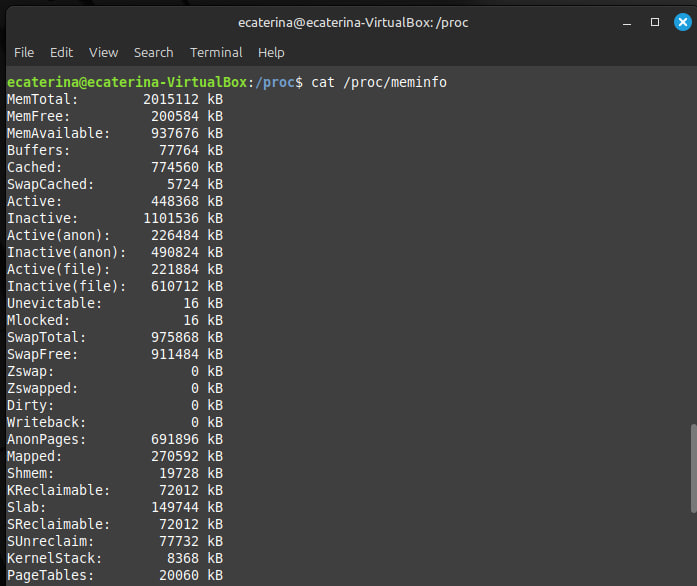 ecaterina@ecaterina-VirtualBox: /proc
File Edit View Search Terminal Help
ecaterina@ecaterina-VirtualBox:/proc$ cat /proc/meminfo
MemTotal: 2015112 kB
MemFree: 200584 kB
MemAvailable: 937676 kB
Buffers: 77764 kB
Cached: 774560 kB
SwapCached: 5724 kB
Active: 448368 kB
Inactive: 1101536 kB
Active(anon): 226484 kB
Inactive(anon): 490824 kB
Active(file): 221884 kB
Inactive(file): 610712 kB
Unevictable: 16 kB
Mlocked: 16 kB
SwapTotal: 975868 kB
SwapFree: 911484 kB
Zswap: 0 kB
Zswapped: 0 kB
Dirty: 0 kB
Writeback: 0 kB
AnonPages: 691896 kB
Mapped: 270592 kB
Shmem: 19728 kB
KReclaimable: 72012 kB
Slab: 149744 kB
SReclaimable: 72012 kB
SUnreclaim: 77732 kB
KernelStack: 8368 kB
PageTables: 20060 kB